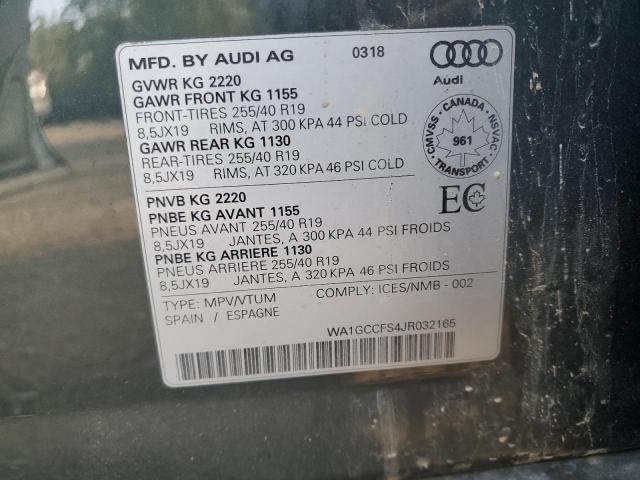 MFD. BY AUDI AG 0318
Audi
GVWR KG 2220
GAWR FRONT KG 1155
FRONT-TIRES 255/40 R19
8,5JX19 RIMS, AT 300 KPA 44 PSI COLD
GAWR REAR KG 1130
REAR-TIRES 255/40 R19
8,5JX19 RIMS, AT 320 KPA 46 PSI COLD
CMVSS - CANADA - NSVAC
961
TRANSPORT
PNVB KG 2220
PNBE KG AVANT 1155
PNEUS AVANT 255/40 R19
8,5JX19 JANTES, A 300 KPA 44 PSI FROIDS
PNBE KG ARRIERE 1130
PNEUS ARRIERE 255/40 R19
8,5JX19 JANTES, A 320 KPA 46 PSI FROIDS
EC
TYPE: MPV/VTUM COMPLY: ICES/NMB - 002
SPAIN / ESPAGNE
WA1GCCFS4JR032165